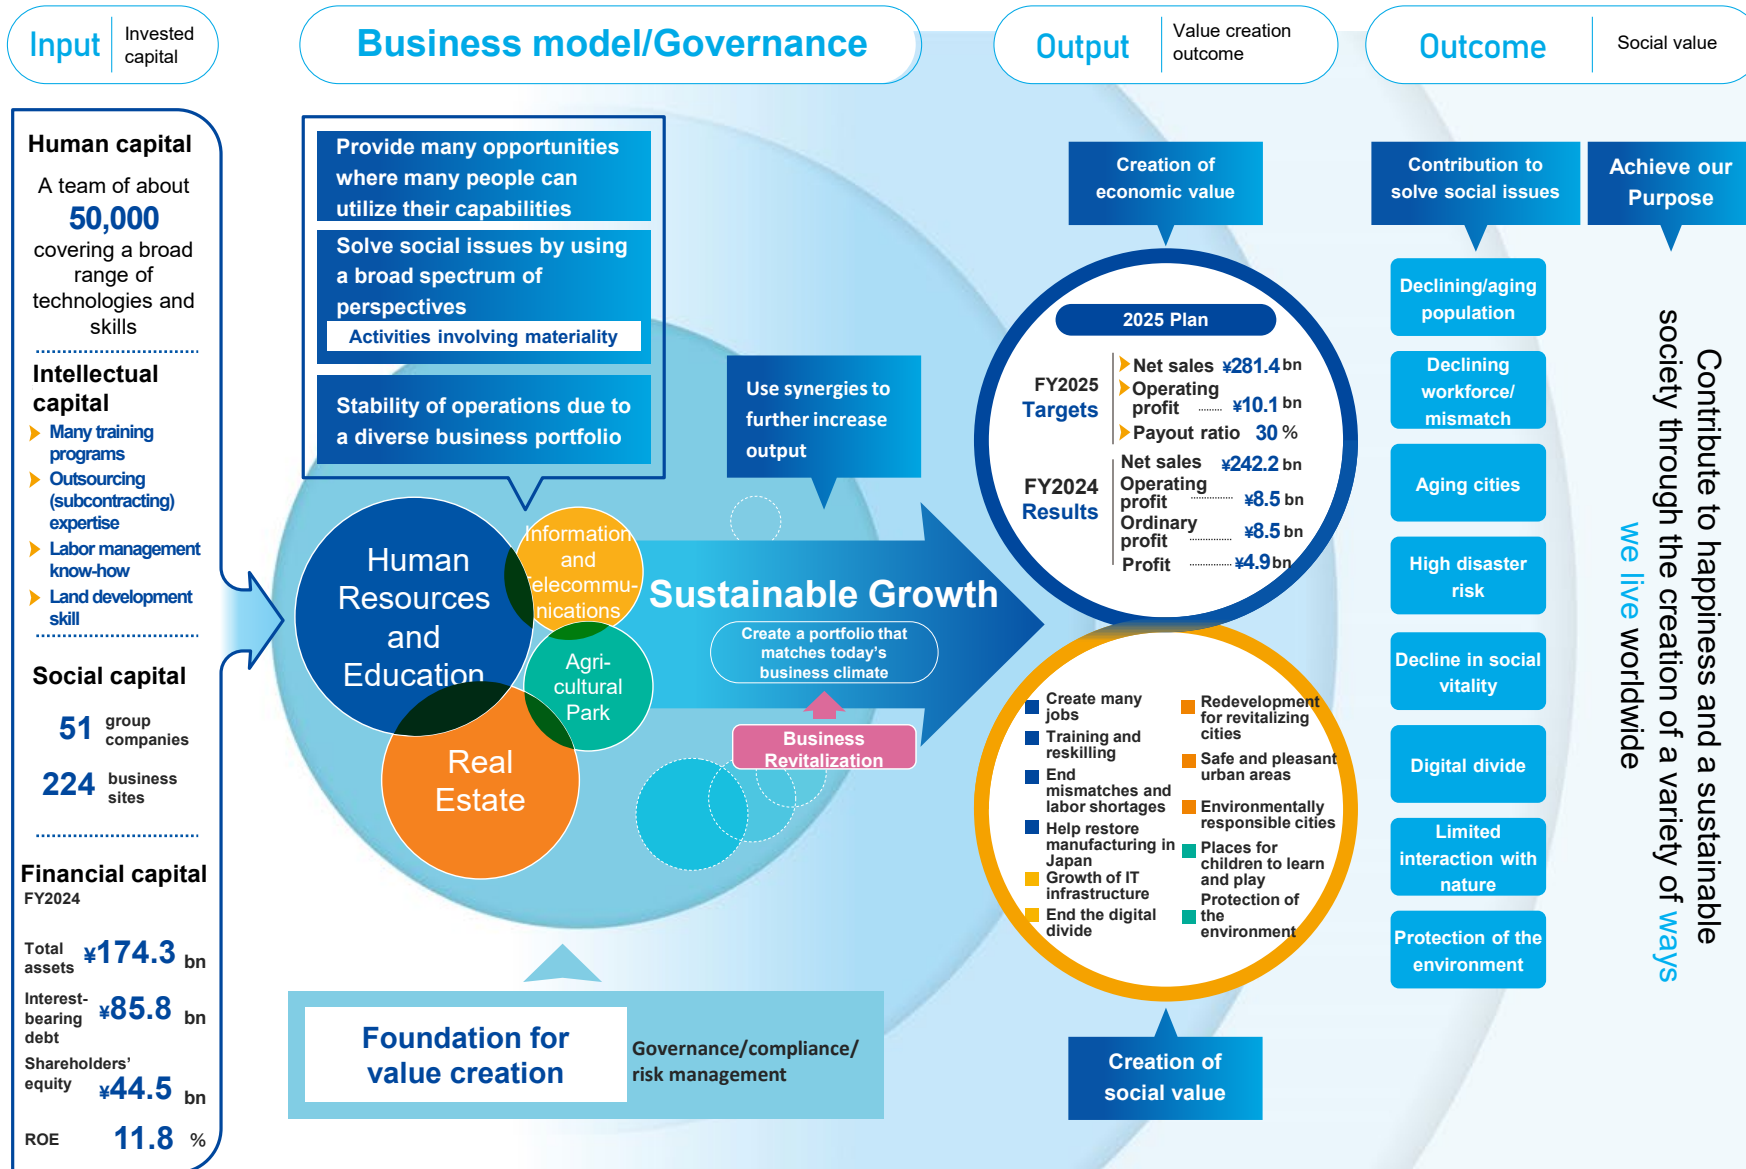 Input
Invested
capital
Business model/Governance
Output
Value creation
outcome
Outcome
Social value
Human capital
A team of about
50,000
covering a broad
range of
technologies and
skills
Intellectual
capital
Many training
programs
Outsourcing
(subcontracting)
expertise
Labor management
know-how
Land development
skill
Social capital
51 group
companies
224 business
sites
Financial capital
FY2024
Total
assets ¥174.3 bn
Interest-
bearing
debt ¥85.8 bn
Shareholders'
equity ¥44.5 bn
ROE 11.8 %
Provide many opportunities
where many people can
utilize their capabilities
Solve social issues by using
a broad spectrum of
perspectives
Activities involving materiality
Stability of operations due to
a diverse business portfolio
Human
Resources
and
Education
Information
and
Telecommu-
nications
Agri-
cultural
Park
Real
Estate
Use synergies to
further increase
output
Sustainable Growth
Create a portfolio that
matches today's
business climate
Business
Revitalization
Foundation for
value creation
Governance/compliance/
risk management
Creation of
economic value
2025 Plan
FY2025
Targets
Net sales ¥281.4 bn
Operating
profit ........ ¥10.1 bn
Payout ratio 30 %
FY2024
Results
Net sales ¥242.2 bn
Operating
profit ........ ¥8.5 bn
Ordinary
profit ........ ¥8.5 bn
Profit ........ ¥4.9 bn
Create many
jobs
Training and
reskilling
End
mismatches and
labor shortages
Help restore
manufacturing in
Japan
Growth of IT
infrastructure
End the digital
divide
Redevelopment
for revitalizing
cities
Safe and pleasant
urban areas
Environmentally
responsible cities
Places for
children to learn
and play
Protection of
the
environment
Creation of
social value
Contribution to
solve social issues
Declining/aging
population
Declining
workforce/
mismatch
Aging cities
High disaster
risk
Decline in social
vitality
Digital divide
Limited
interaction with
nature
Protection of the
environment
Achieve our
Purpose
Contribute to happiness and a sustainable
society through the creation of a variety of ways
we live worldwide